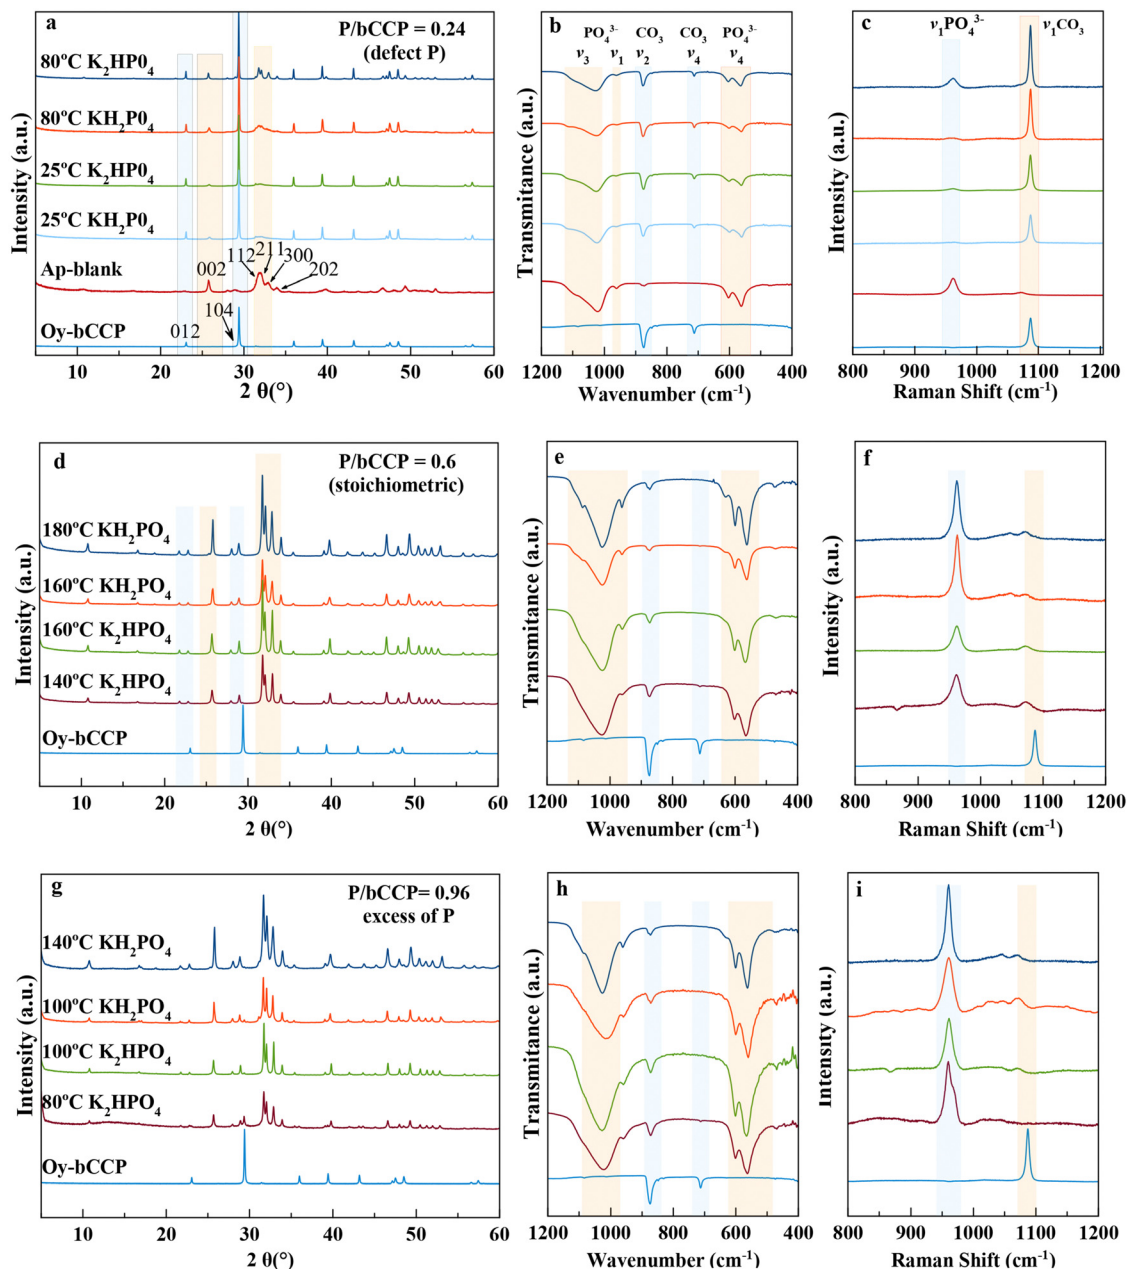 a
P/bCCP = 0.24
(defect P)
80ºC K₂HP0₄
80ºC KH₂P0₄
25ºC K₂HP0₄
25ºC KH₂P0₄
Ap-blank
Oy-bCCP
002
112
211
300
202
104
012
Intensity (a.u.)
10 20 30 40 50 60
2 θ(°)
b
PO₄³⁻ CO₃ CO₃ PO₄³⁻
ν₃ ν₁ ν₂ ν₄ ν₄
Transmitance (a.u.)
1200 1000 800 600 400
Wavenumber (cm⁻¹)
c
ν₁PO₄³⁻
ν₁CO₃
Intensity (a.u.)
800 900 1000 1100 1200
Raman Shift (cm⁻¹)
d
P/bCCP = 0.6
(stoichiometric)
180ºC KH₂PO₄
160ºC KH₂PO₄
160ºC K₂HPO₄
140ºC K₂HPO₄
Oy-bCCP
Intensity (a.u.)
10 20 30 40 50 60
2 θ(°)
e
Transmitance (a.u.)
1200 1000 800 600 400
Wavenumber (cm⁻¹)
f
Intensity (a.u.)
800 900 1000 1100 1200
Raman Shift (cm⁻¹)
g
P/bCCP= 0.96
excess of P
140ºC KH₂PO₄
100ºC KH₂PO₄
100ºC K₂HPO₄
80ºC K₂HPO₄
Oy-bCCP
Intensity (a.u.)
10 20 30 40 50 60
2 θ(°)
h
Transmitance (a.u.)
1200 1000 800 600 400
Wavenumber (cm⁻¹)
i
Intensity (a.u.)
800 900 1000 1100 1200
Raman Shift (cm⁻¹)